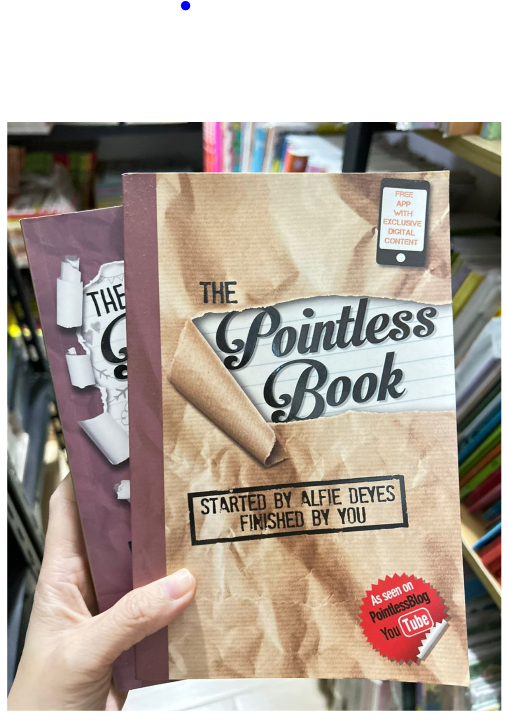 FREE
APP
WITH
EXCLUSIVE
DIGITAL
CONTENT
THE
Pointless
Book
STARTED BY ALFIE DEYES
FINISHED BY YOU
As seen on
PointlessBlog
YouTube
THE